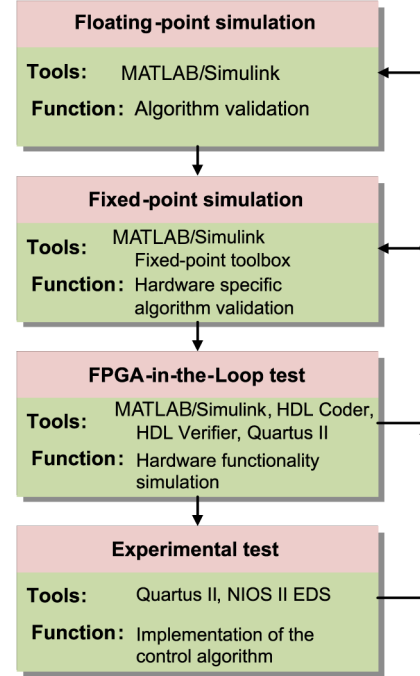 Floating-point simulation
Tools: MATLAB/Simulink
Function: Algorithm validation
Fixed-point simulation
Tools: MATLAB/Simulink
Fixed-point toolbox
Function: Hardware specific
algorithm validation
FPGA-in-the-Loop test
Tools: MATLAB/Simulink, HDL Coder,
HDL Verifier, Quartus II
Function: Hardware functionality
simulation
Experimental test
Tools: Quartus II, NIOS II EDS
Function: Implementation of the
control algorithm